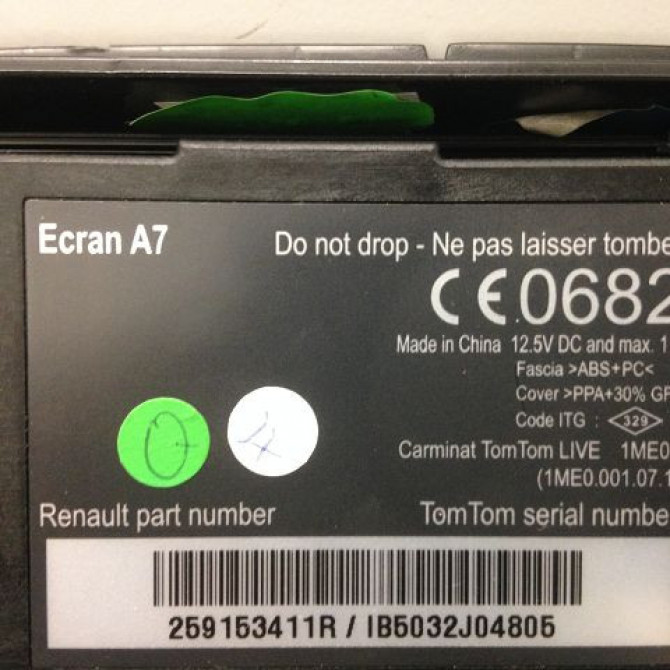 Ecran A7
Do not drop - Ne pas laisser tombe
CE 0682
Made in China 12.5V DC and max. 1
Fascia >ABS+PC<
Cover >PPA+30% GF
Code ITG : 329
Carminat TomTom LIVE 1ME0
(1ME0.001.07.1
Renault part number
TomTom serial numbe
259153411R / IB5032J04805